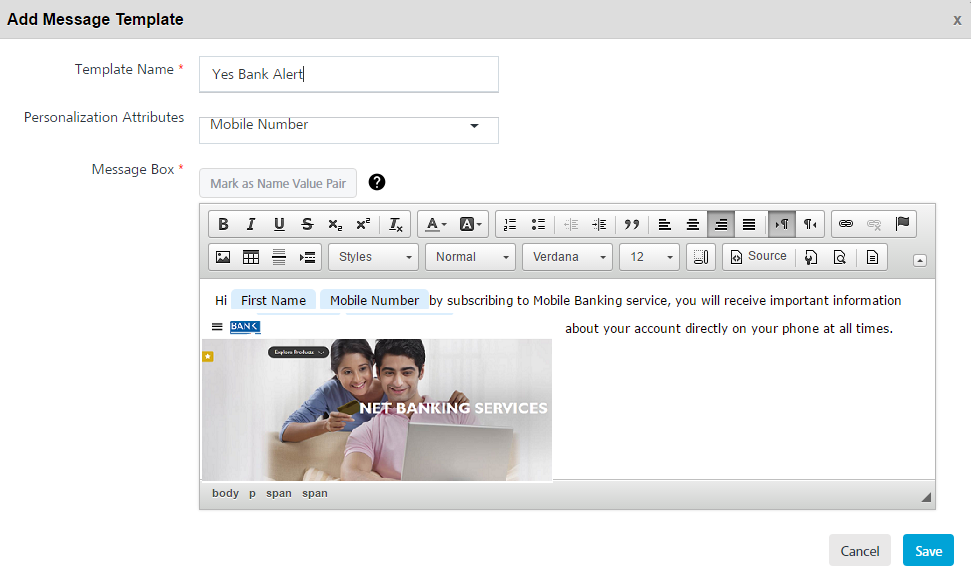 Add Message Template x
Template Name *
Yes Bank Alert
Personalization Attributes
Mobile Number
Message Box *
Mark as Name Value Pair ?
B I U S x₂ x² Tx A A
Styles Normal Verdana 12 Source
Hi First Name Mobile Number by subscribing to Mobile Banking service, you will receive important information
BANK about your account directly on your phone at all times.
Explore Products
NET BANKING SERVICES
body p span span
Cancel Save